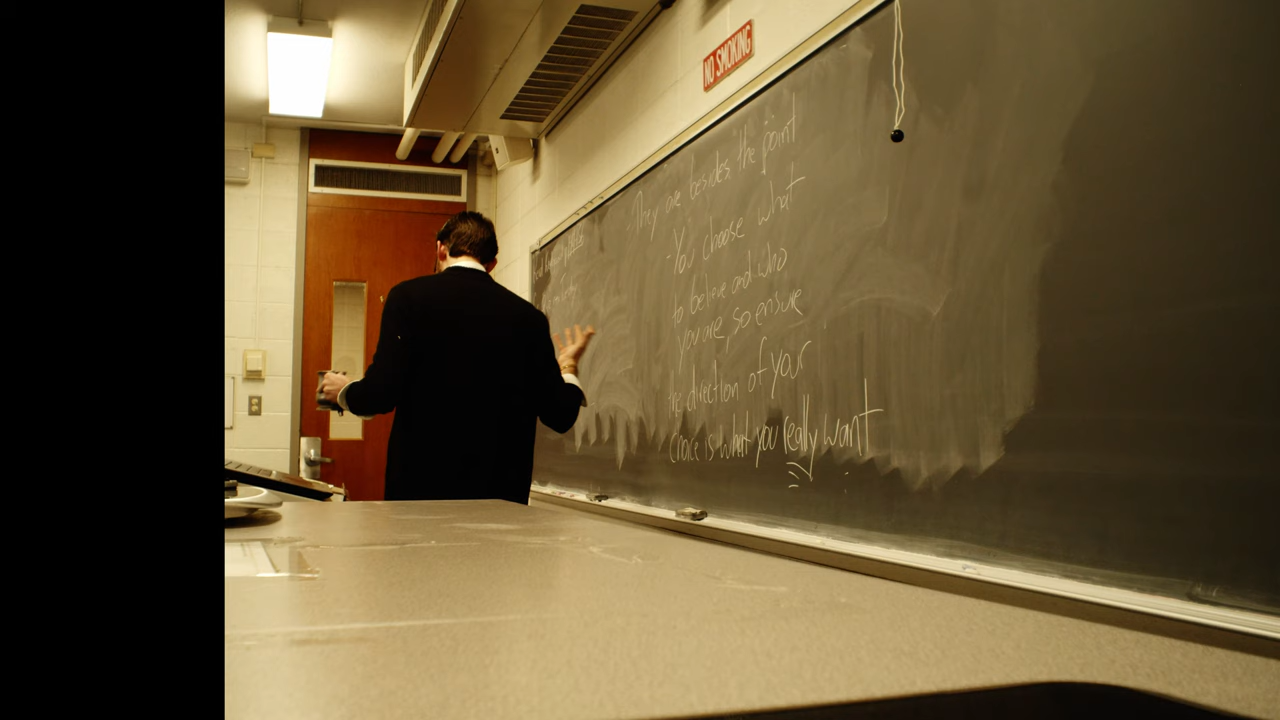 NO SMOKING
They are besides the point
- You choose what
to believe and who
you are, so ensure
the direction of your
choice is what you really want